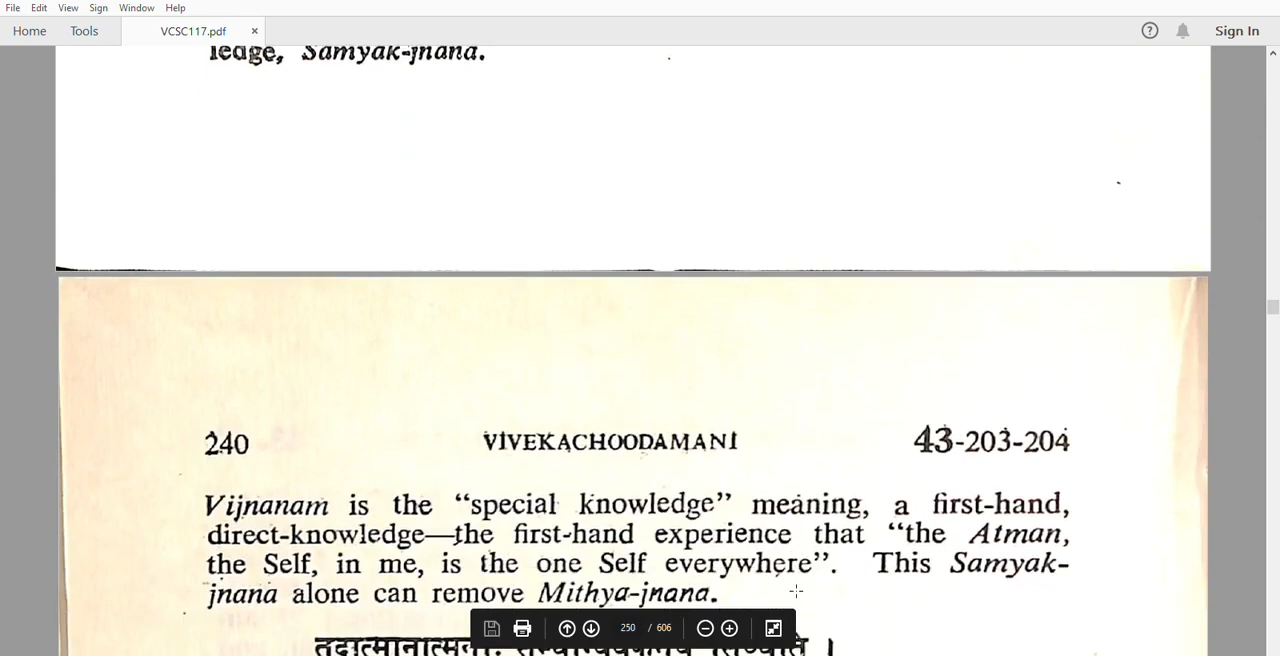 File Edit View Sign Window Help
Home Tools VCSC117.pdf × Sign In
ledge, Samyak-jnana.
240 VIVEKACHOODAMANI 43-203-204
Vijnanam is the “special knowledge” meaning, a first-hand,
direct-knowledge—the first-hand experience that “the Atman,
the Self, in me, is the one Self everywhere”. This Samyak-
jnana alone can remove Mithya-jnana.
250 / 606